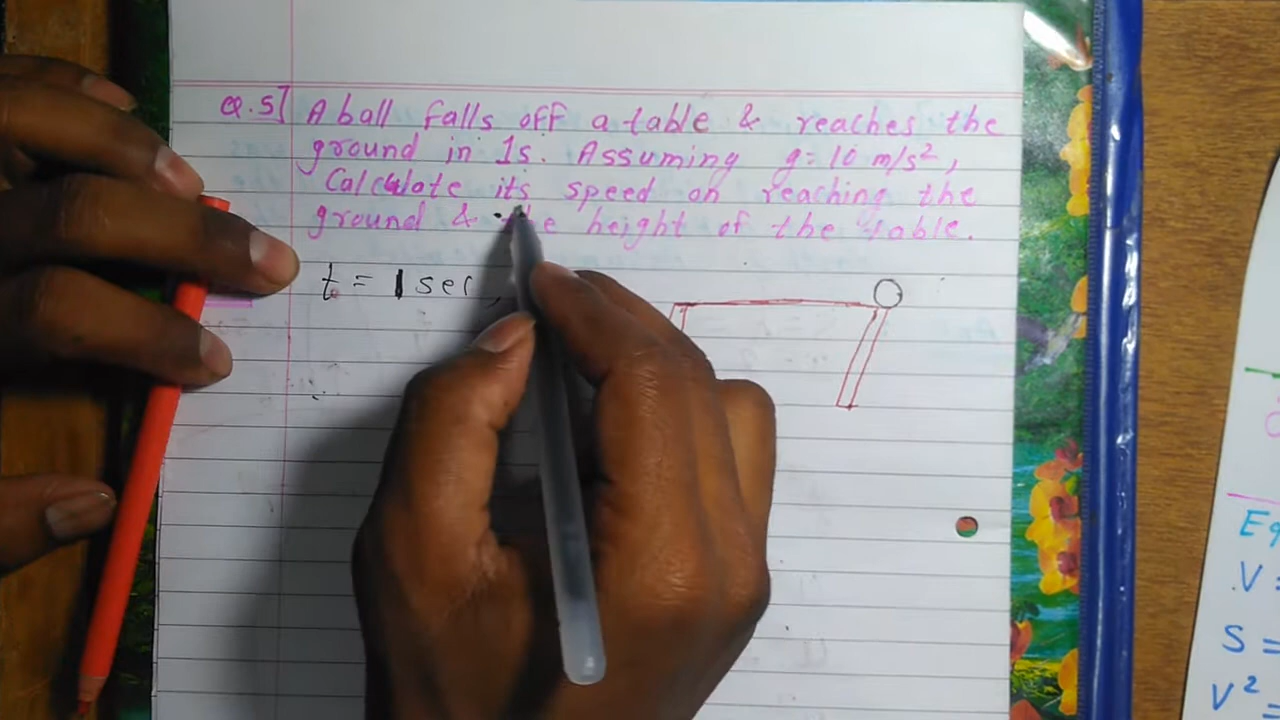 Q.5] A ball falls off a table & reaches the
ground in 1s. Assuming g=10 m/s²,
Calculate its speed on reaching the
ground & the height of the table.
t = 1 sec,
Eq
V =
S =
V² =